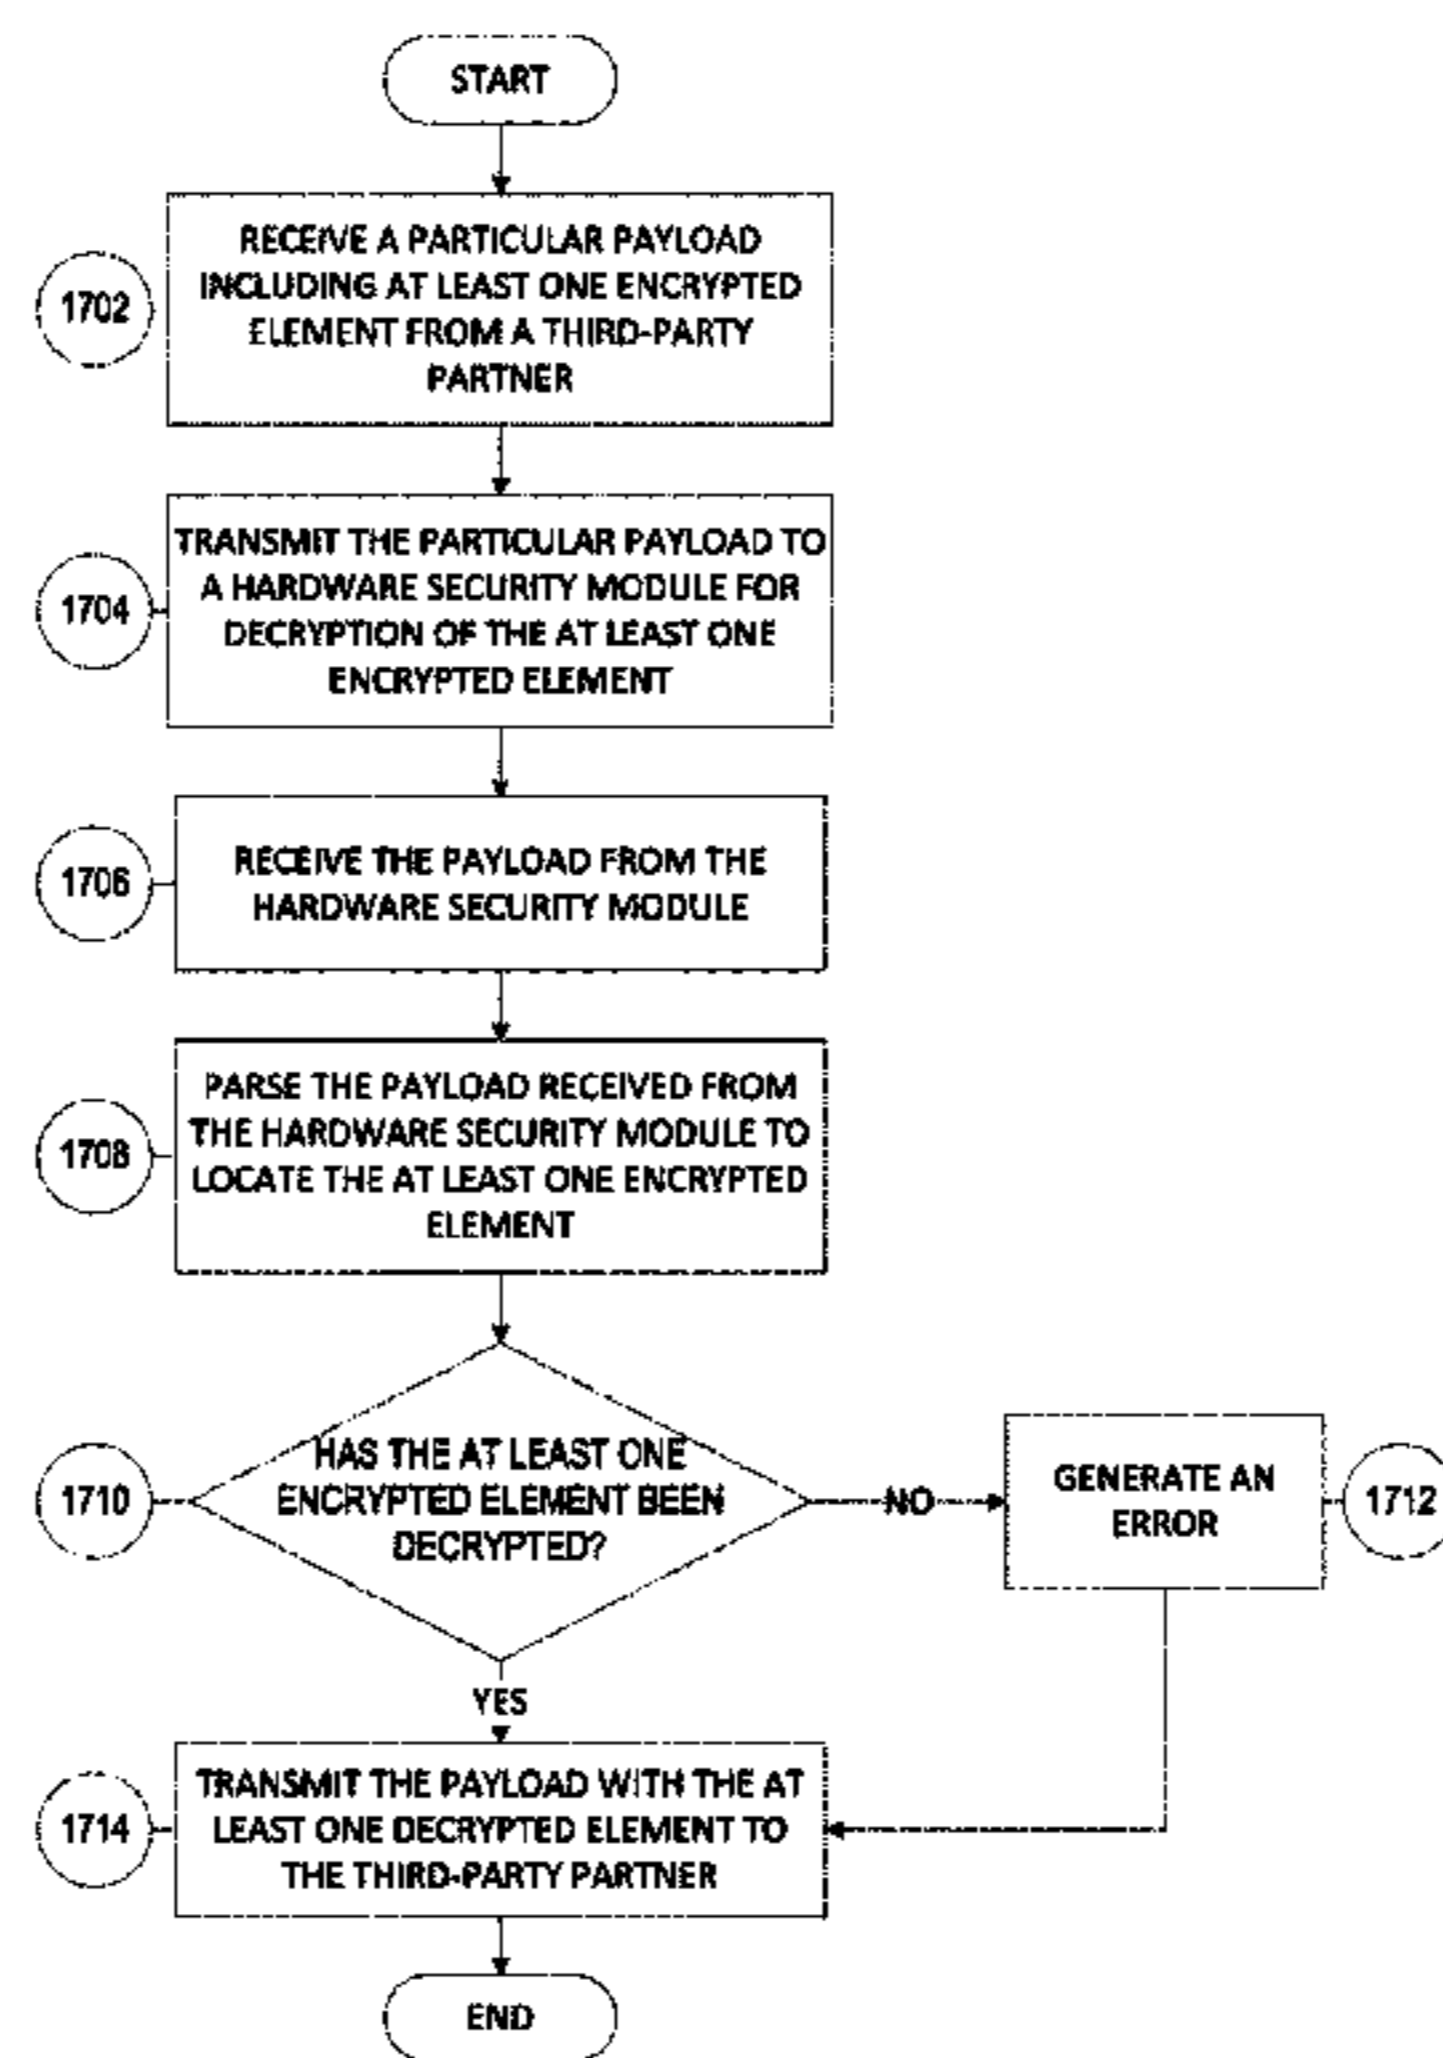 START
1702
RECEIVE A PARTICULAR PAYLOAD
INCLUDING AT LEAST ONE ENCRYPTED
ELEMENT FROM A THIRD-PARTY
PARTNER
1704
TRANSMIT THE PARTICULAR PAYLOAD TO
A HARDWARE SECURITY MODULE FOR
DECRYPTION OF THE AT LEAST ONE
ENCRYPTED ELEMENT
1706
RECEIVE THE PAYLOAD FROM THE
HARDWARE SECURITY MODULE
1708
PARSE THE PAYLOAD RECEIVED FROM
THE HARDWARE SECURITY MODULE TO
LOCATE THE AT LEAST ONE ENCRYPTED
ELEMENT
1710
HAS THE AT LEAST ONE
ENCRYPTED ELEMENT BEEN
DECRYPTED?
NO
GENERATE AN
ERROR
1712
YES
1714
TRANSMIT THE PAYLOAD WITH THE AT
LEAST ONE DECRYPTED ELEMENT TO
THE THIRD-PARTY PARTNER
END